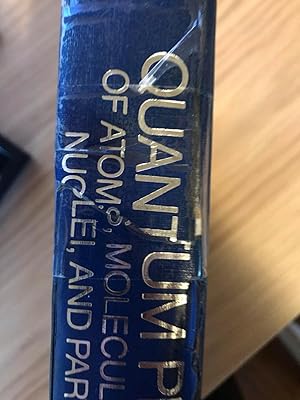 QUANTUM P
OF ATOMS, MOLECUL
NUCLEI, AND PAR